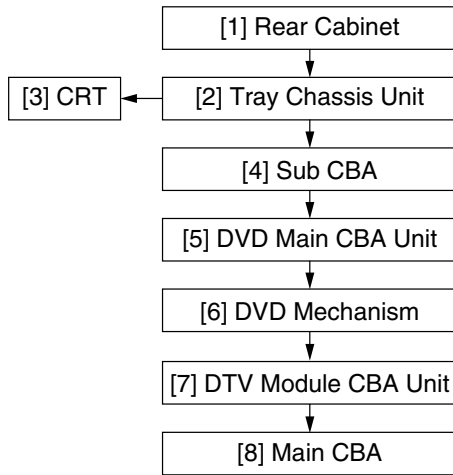 [1] Rear Cabinet
[3] CRT
[2] Tray Chassis Unit
[4] Sub CBA
[5] DVD Main CBA Unit
[6] DVD Mechanism
[7] DTV Module CBA Unit
[8] Main CBA